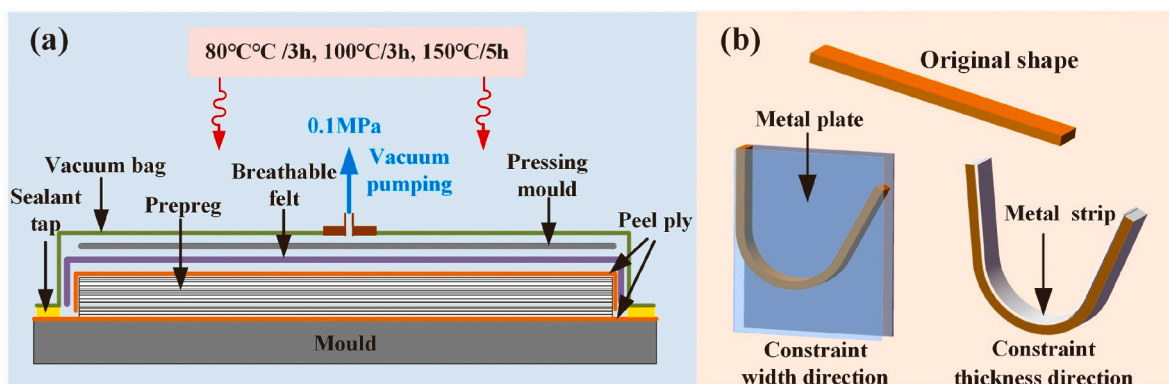 (a)
80°C℃ /3h, 100℃/3h, 150℃/5h
0.1MPa
Vacuum
pumping
Vacuum bag
Breathable
felt
Pressing
mould
Sealant
tap
Prepreg
Peel ply
Mould
(b)
Original shape
Metal plate
Metal strip
Constraint
width direction
Constraint
thickness direction